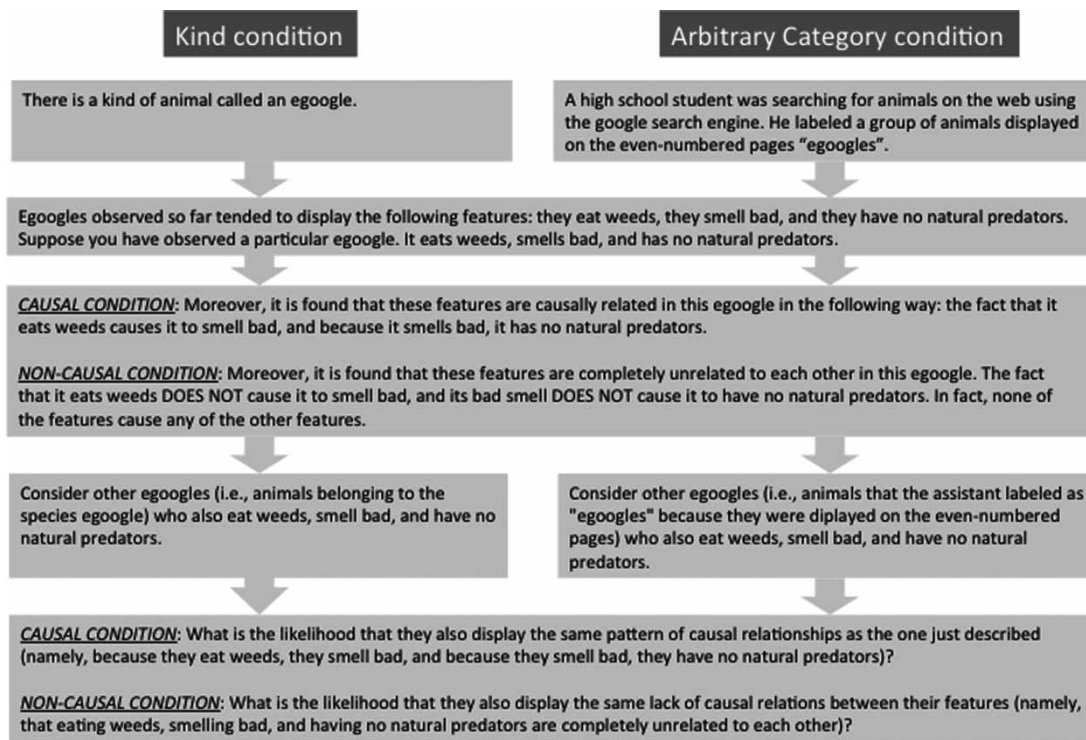 Kind condition
Arbitrary Category condition
There is a kind of animal called an egoogle.
A high school student was searching for animals on the web using
the google search engine. He labeled a group of animals displayed
on the even-numbered pages “egoogles”.
Egoogles observed so far tended to display the following features: they eat weeds, they smell bad, and they have no natural predators.
Suppose you have observed a particular egoogle. It eats weeds, smells bad, and has no natural predators.
CAUSAL CONDITION: Moreover, it is found that these features are causally related in this egoogle in the following way: the fact that it
eats weeds causes it to smell bad, and because it smells bad, it has no natural predators.
NON-CAUSAL CONDITION: Moreover, it is found that these features are completely unrelated to each other in this egoogle. The fact
that it eats weeds DOES NOT cause it to smell bad, and its bad smell DOES NOT cause it to have no natural predators. In fact, none of
the features cause any of the other features.
Consider other egoogles (i.e., animals belonging to the
species egoogle) who also eat weeds, smell bad, and have no
natural predators.
Consider other egoogles (i.e., animals that the assistant labeled as
"egoogles" because they were diplayed on the even-numbered
pages) who also eat weeds, smell bad, and have no natural
predators.
CAUSAL CONDITION: What is the likelihood that they also display the same pattern of causal relationships as the one just described
(namely, because they eat weeds, they smell bad, and because they smell bad, they have no natural predators)?
NON-CAUSAL CONDITION: What is the likelihood that they also display the same lack of causal relations between their features (namely,
that eating weeds, smelling bad, and having no natural predators are completely unrelated to each other)?